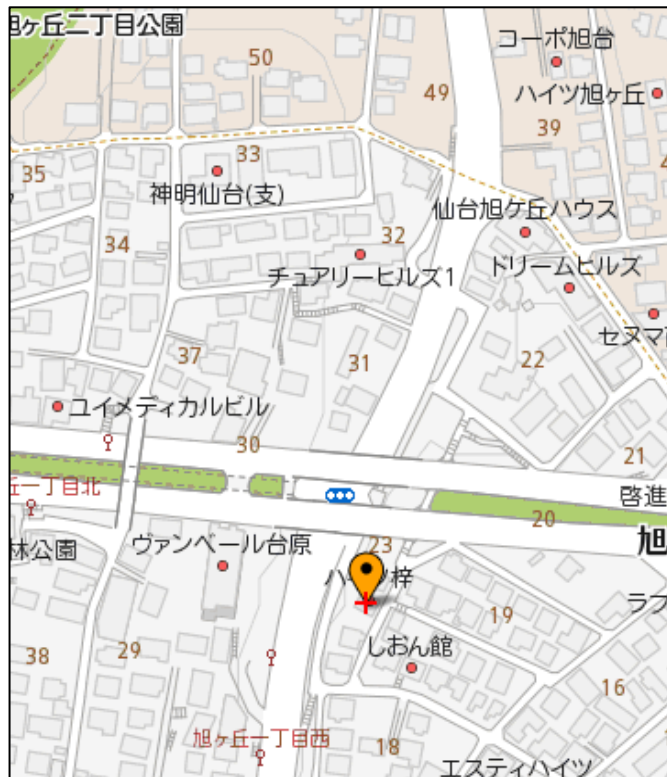 旭ヶ丘二丁目公園
50
コーポ旭台
49
ハイツ旭ヶ丘
39
33
35
神明仙台(支)
仙台旭ケ丘ハウス
32
34
ドリームヒルズ
チュアリーヒルズ1
セヌマ
37
31
22
ユイメディカルビル
30
21
丘一丁目北
啓進
20
旭
林公園
ヴァンベール台原
23
梓
ラフ
19
しおん館
38
29
16
旭ヶ丘一丁目西
18
エスティハイツ